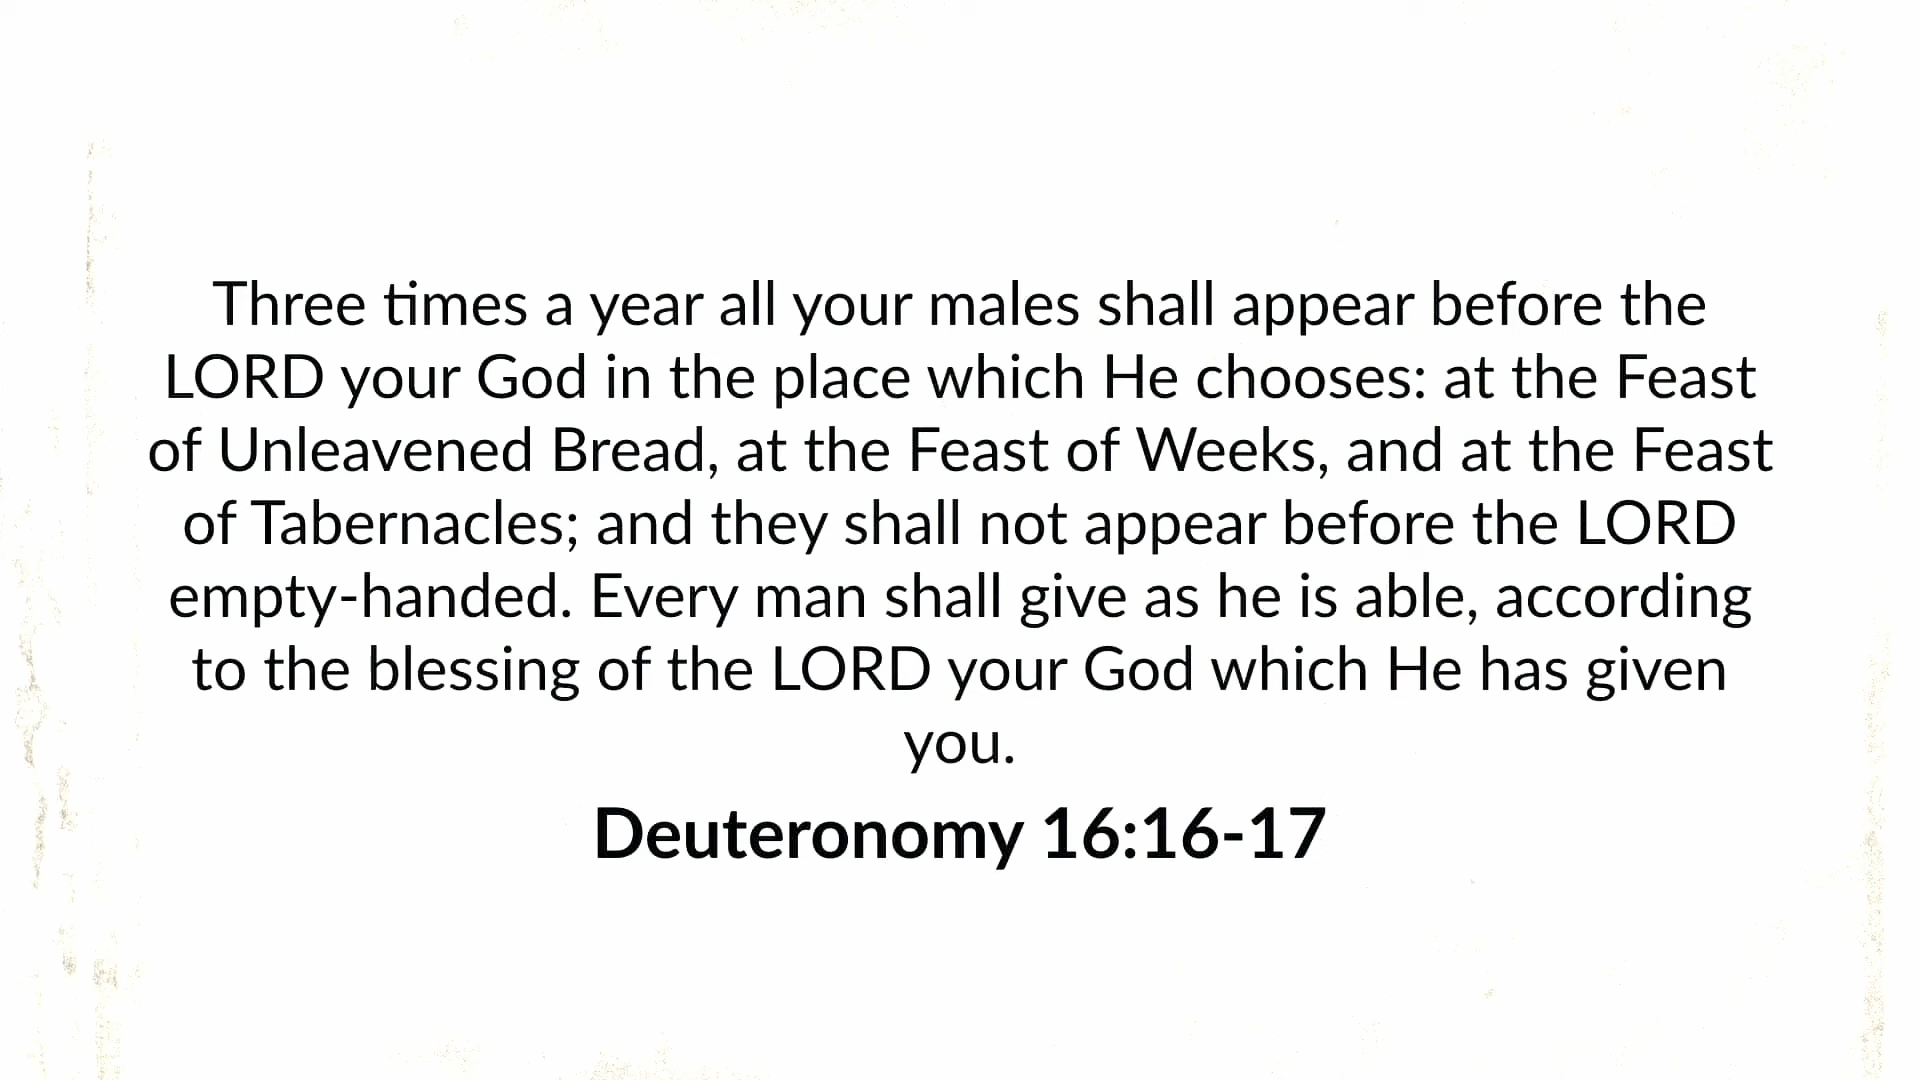 Three times a year all your males shall appear before the
LORD your God in the place which He chooses: at the Feast
of Unleavened Bread, at the Feast of Weeks, and at the Feast
of Tabernacles; and they shall not appear before the LORD
empty-handed. Every man shall give as he is able, according
to the blessing of the LORD your God which He has given
you.
Deuteronomy 16:16-17